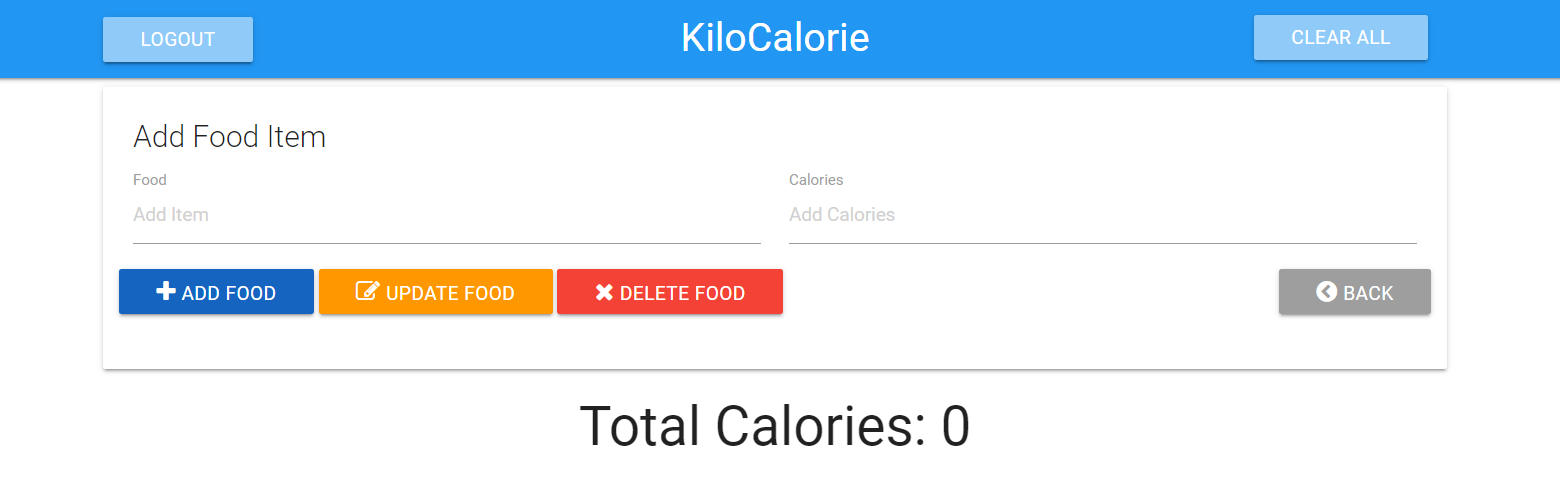 LOGOUT
KiloCalorie
CLEAR ALL
Add Food Item
Food
Calories
Add Item
Add Calories
ADD FOOD
UPDATE FOOD
DELETE FOOD
BACK
Total Calories: 0